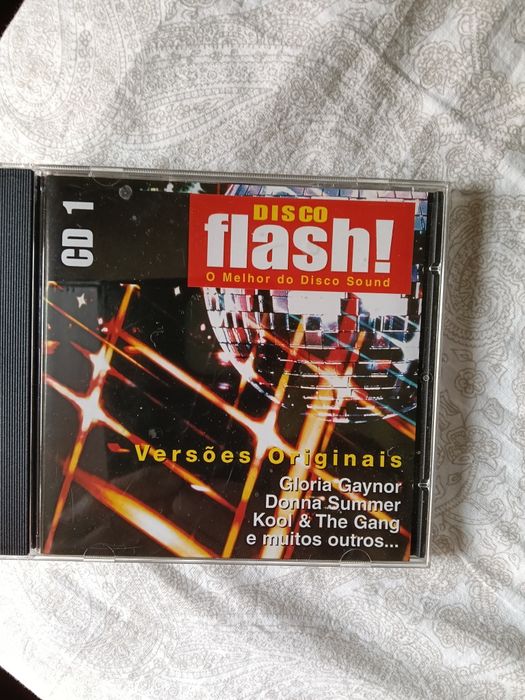 CD 1
DISCO
flash!
O Melhor do Disco Sound
Versões Originais
Gloria Gaynor
Donna Summer
Kool & The Gang
e muitos outros...